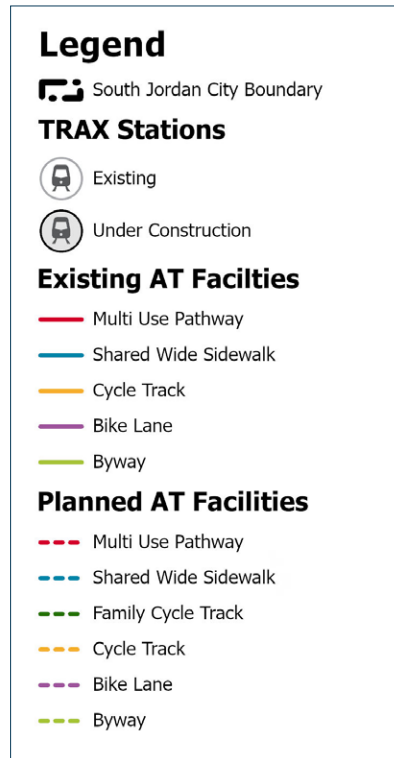 Legend
South Jordan City Boundary
TRAX Stations
Existing
Under Construction
Existing AT Facilties
Multi Use Pathway
Shared Wide Sidewalk
Cycle Track
Bike Lane
Byway
Planned AT Facilities
Multi Use Pathway
Shared Wide Sidewalk
Family Cycle Track
Cycle Track
Bike Lane
Byway